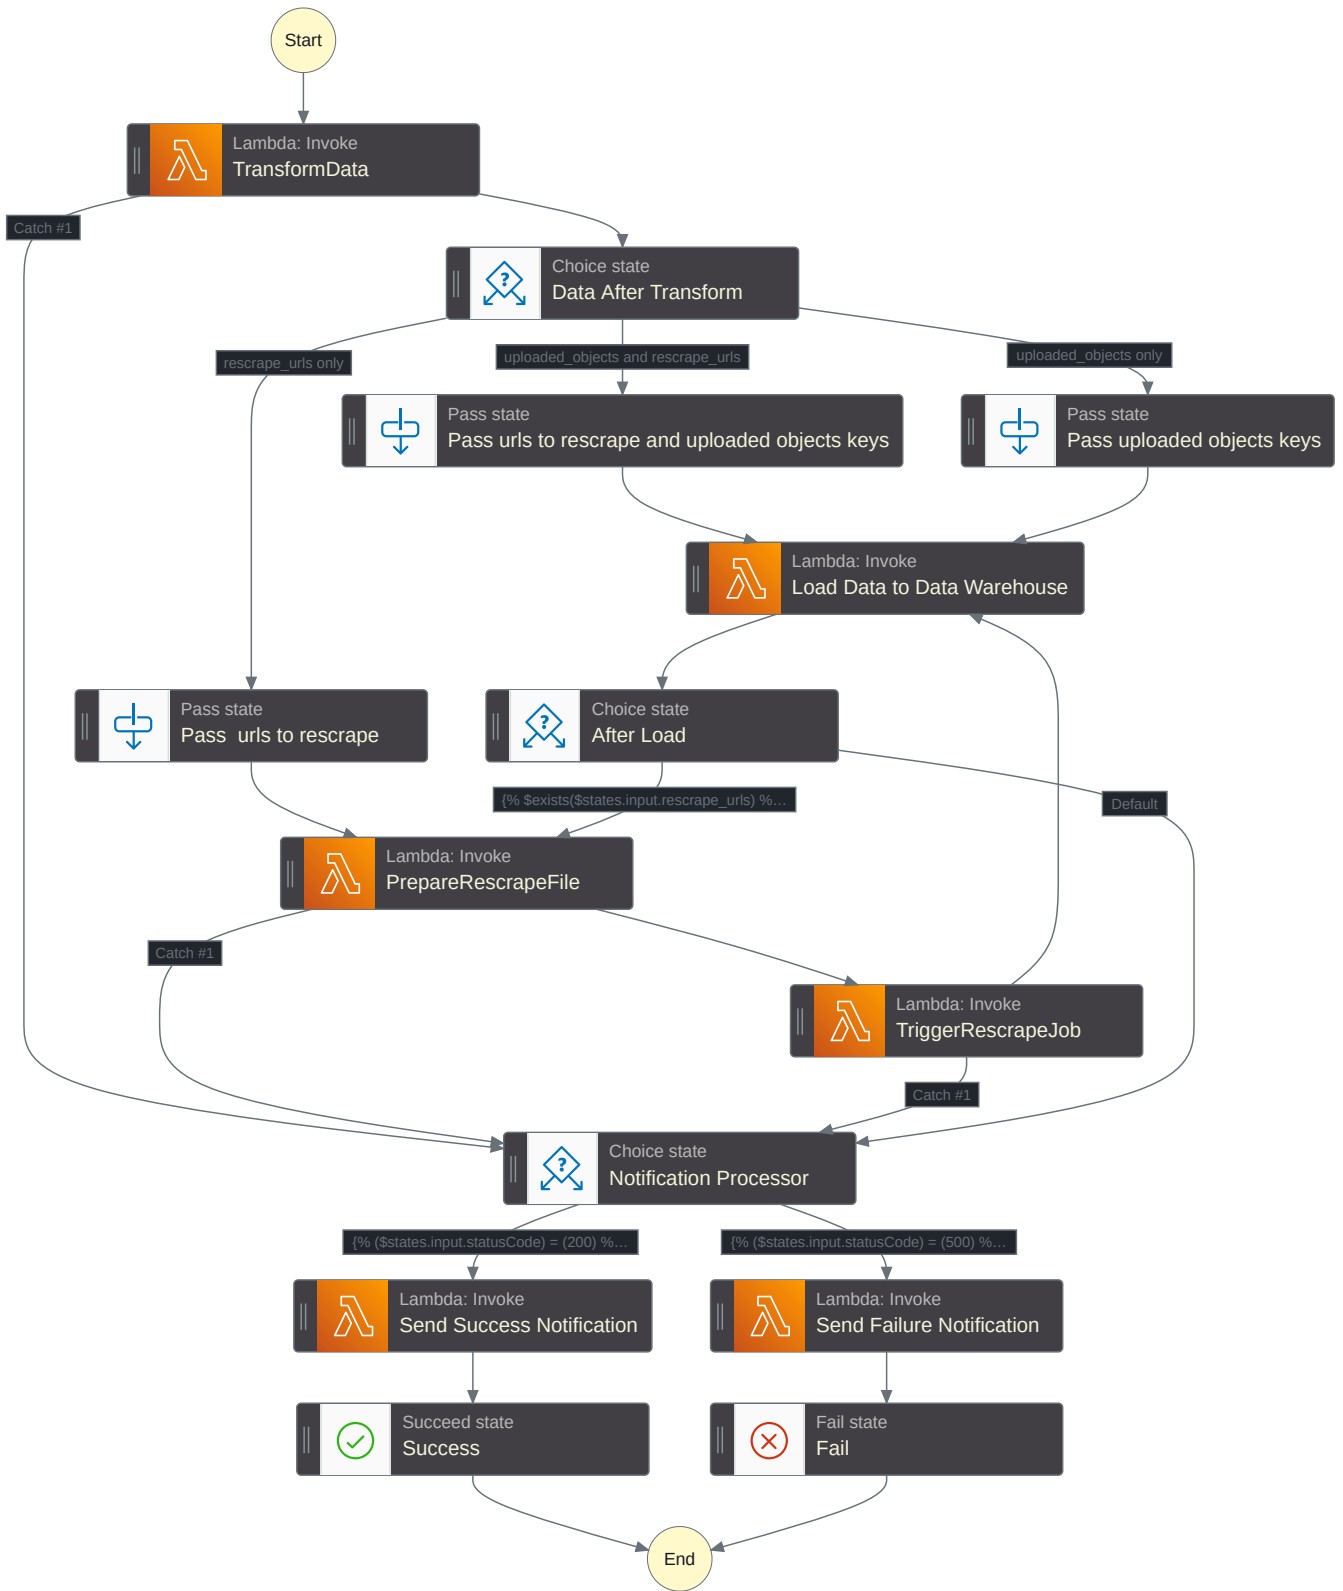 Start
Lambda: Invoke
TransformData
Catch #1
Choice state
Data After Transform
rescrape_urls only
uploaded_objects and rescrape_urls
uploaded_objects only
Pass state
Pass urls to rescrape and uploaded objects keys
Pass state
Pass uploaded objects keys
Lambda: Invoke
Load Data to Data Warehouse
Pass state
Pass  urls to rescrape
Choice state
After Load
{% $exists($states.input.rescrape_urls) %...
Default
Lambda: Invoke
PrepareRescrapeFile
Catch #1
Lambda: Invoke
TriggerRescrapeJob
Catch #1
Choice state
Notification Processor
{% ($states.input.statusCode) = (200) %...
{% ($states.input.statusCode) = (500) %...
Lambda: Invoke
Send Success Notification
Lambda: Invoke
Send Failure Notification
Succeed state
Success
Fail state
Fail
End